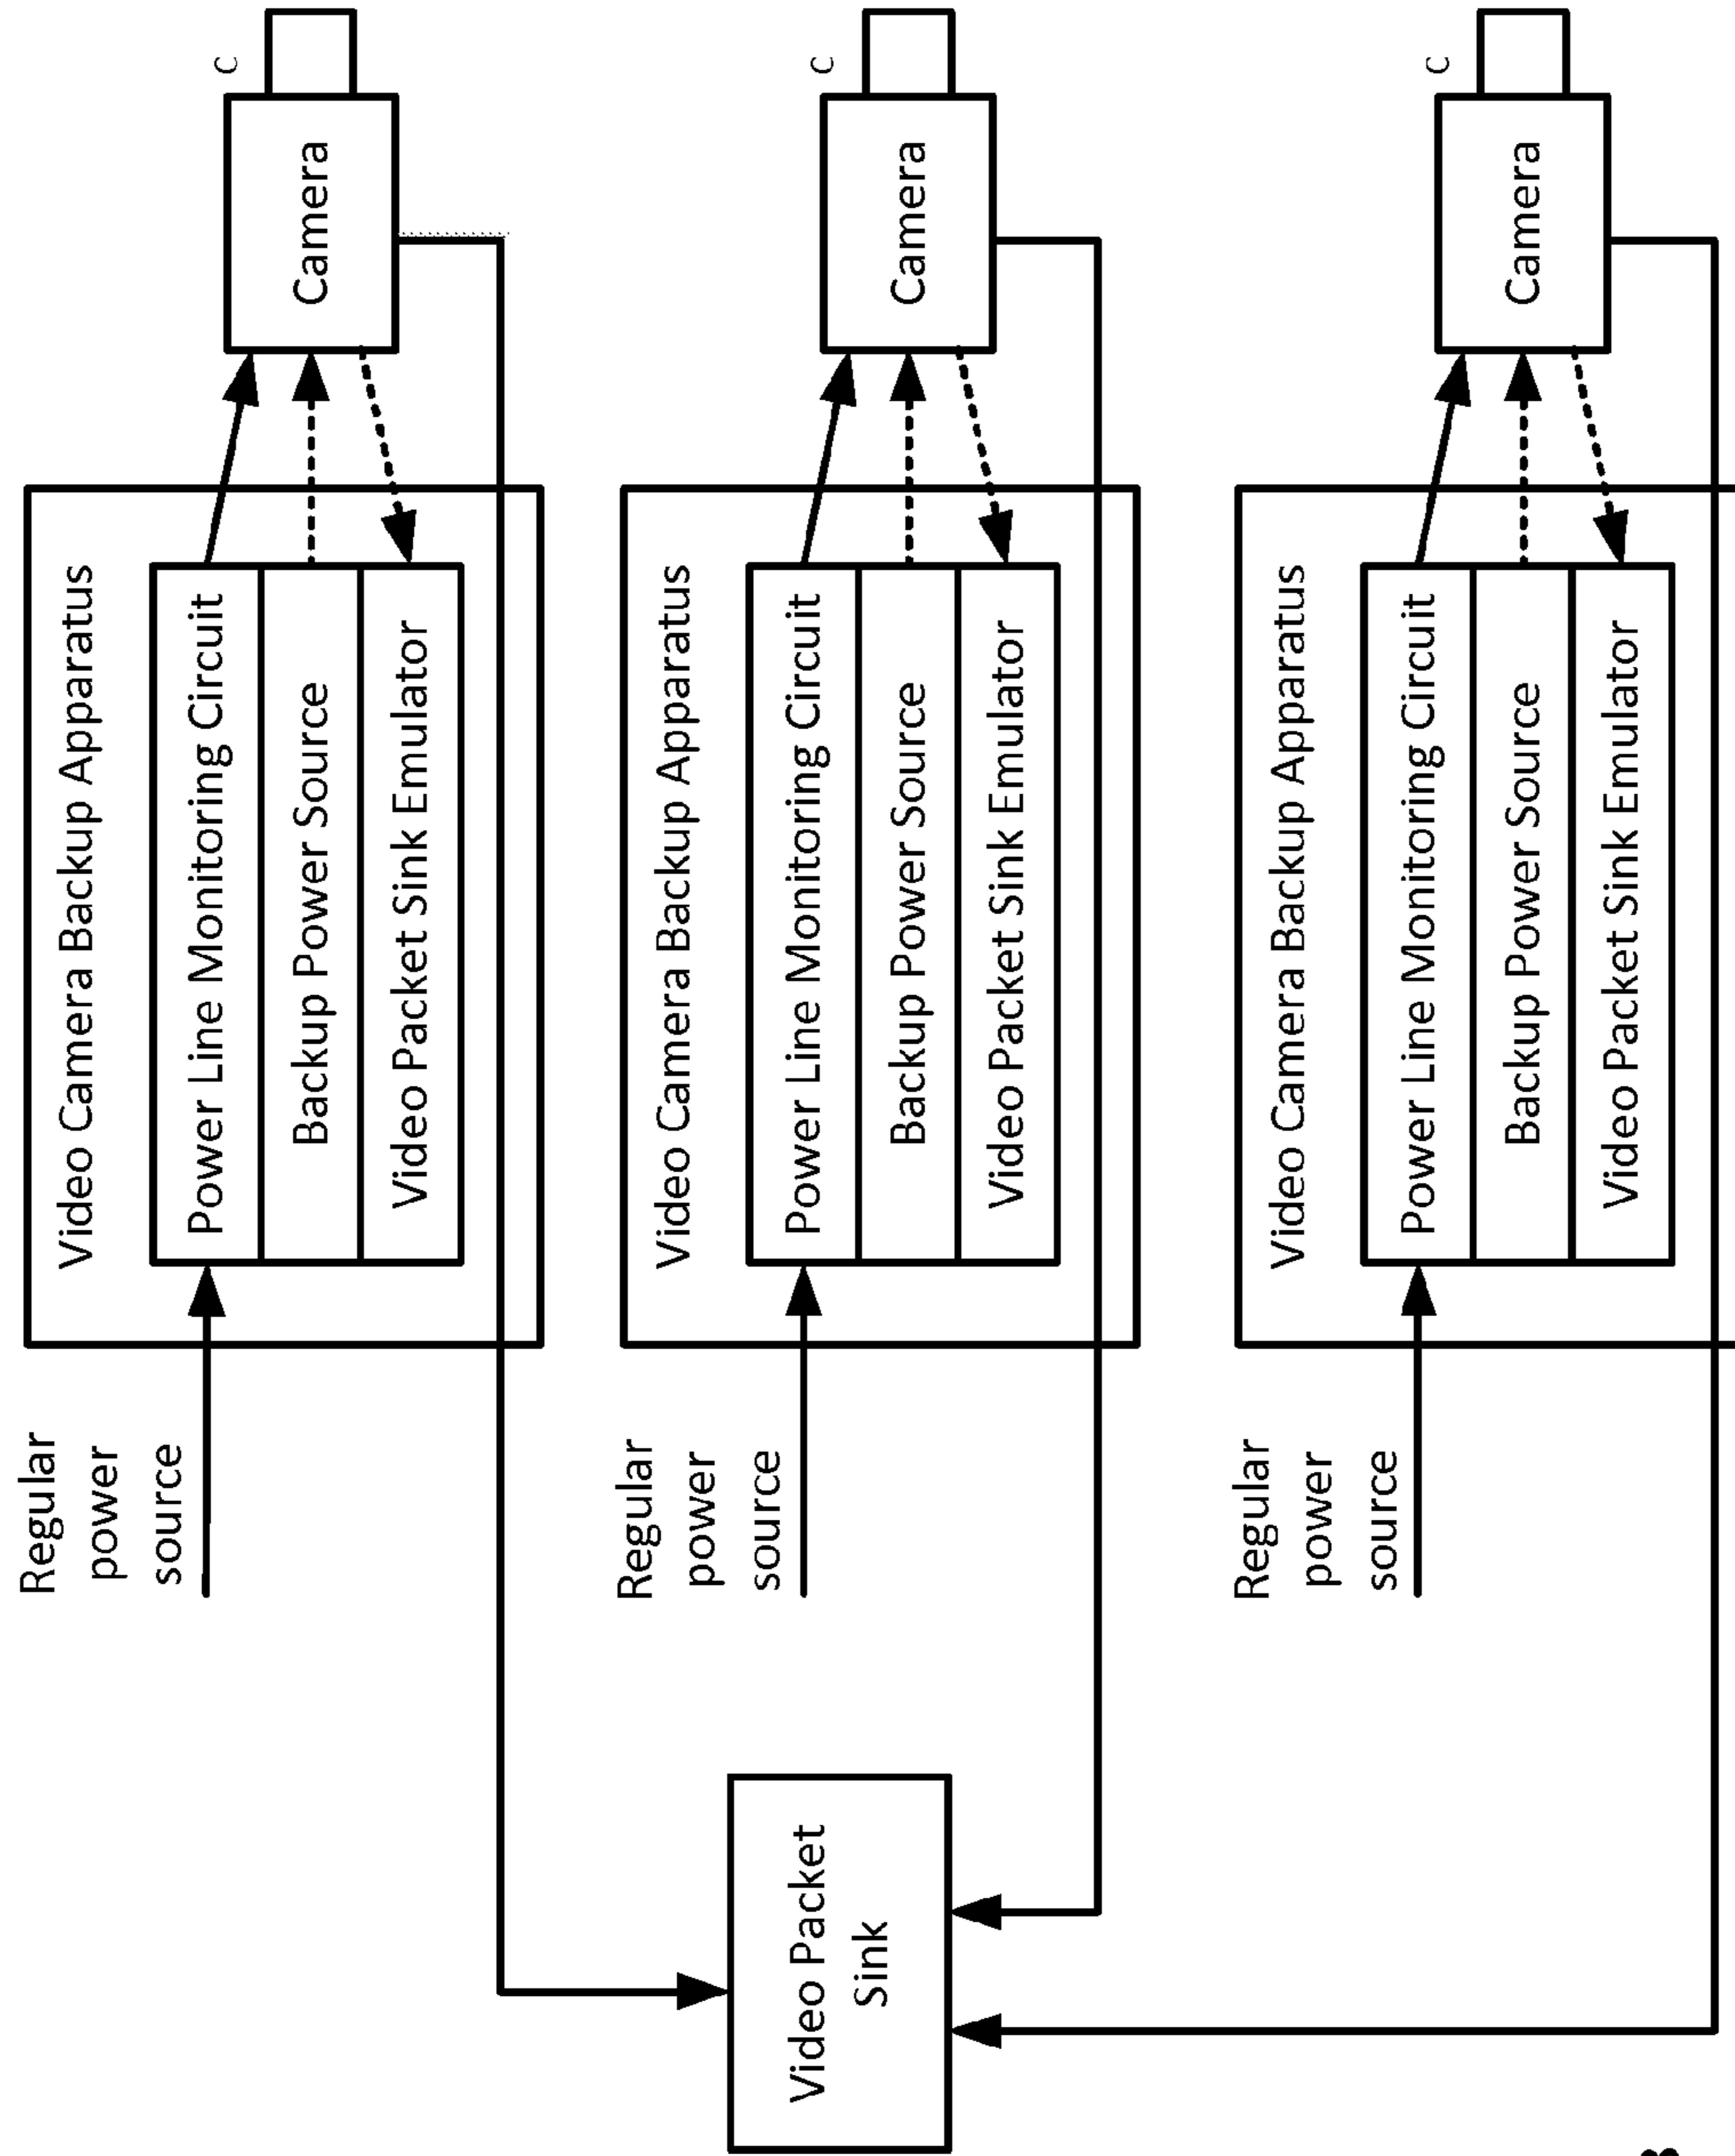 Regular
power
source
Video Camera Backup Apparatus
Power Line Monitoring Circuit
Backup Power Source
Video Packet Sink Emulator
C
Camera
Video Packet
Sink
Regular
power
source
Video Camera Backup Apparatus
Power Line Monitoring Circuit
Backup Power Source
Video Packet Sink Emulator
C
Camera
Regular
power
source
Video Camera Backup Apparatus
Power Line Monitoring Circuit
Backup Power Source
Video Packet Sink Emulator
C
Camera